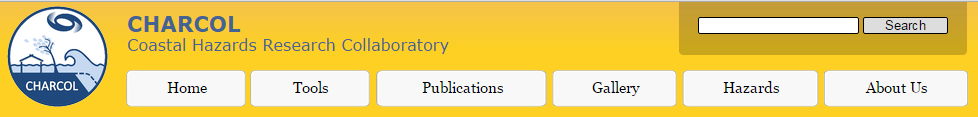 CHARCOL
Coastal Hazards Research Collaboratory
Search
CHARCOL
Home Tools Publications Gallery Hazards About Us